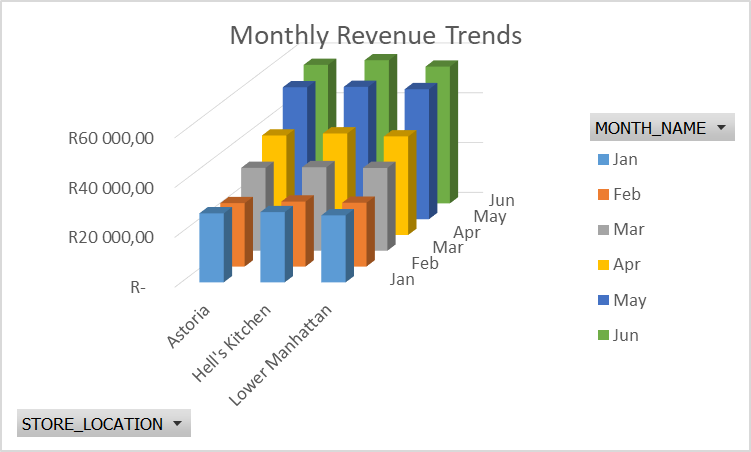 Monthly Revenue Trends
R60 000,00
R40 000,00
R20 000,00
R-
Astoria
Hell's Kitchen
Lower Manhattan
Jan
Feb
Mar
Apr
May
Jun
MONTH_NAME
Jan
Feb
Mar
Apr
May
Jun
STORE_LOCATION